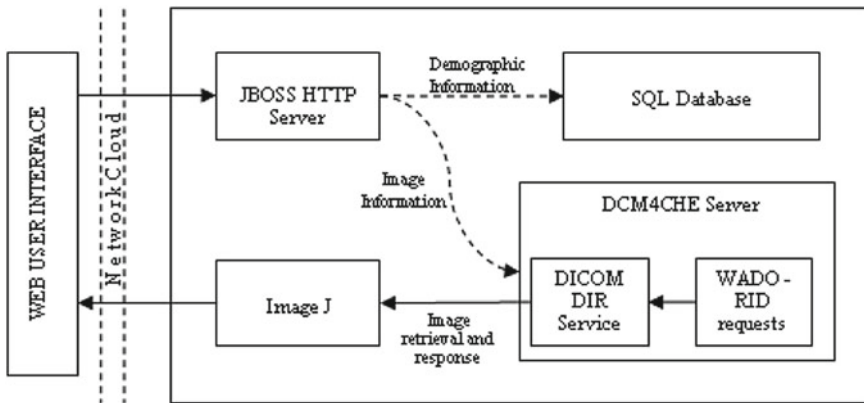 WEB USER INTERFACE
Network Cloud
JBOSS HTTP
Server
Demographic
Information
SQL Database
Image
Information
DCM4CHE Server
DICOM
DIR
Service
WADO -
RID
requests
Image J
Image
retrieval and
response